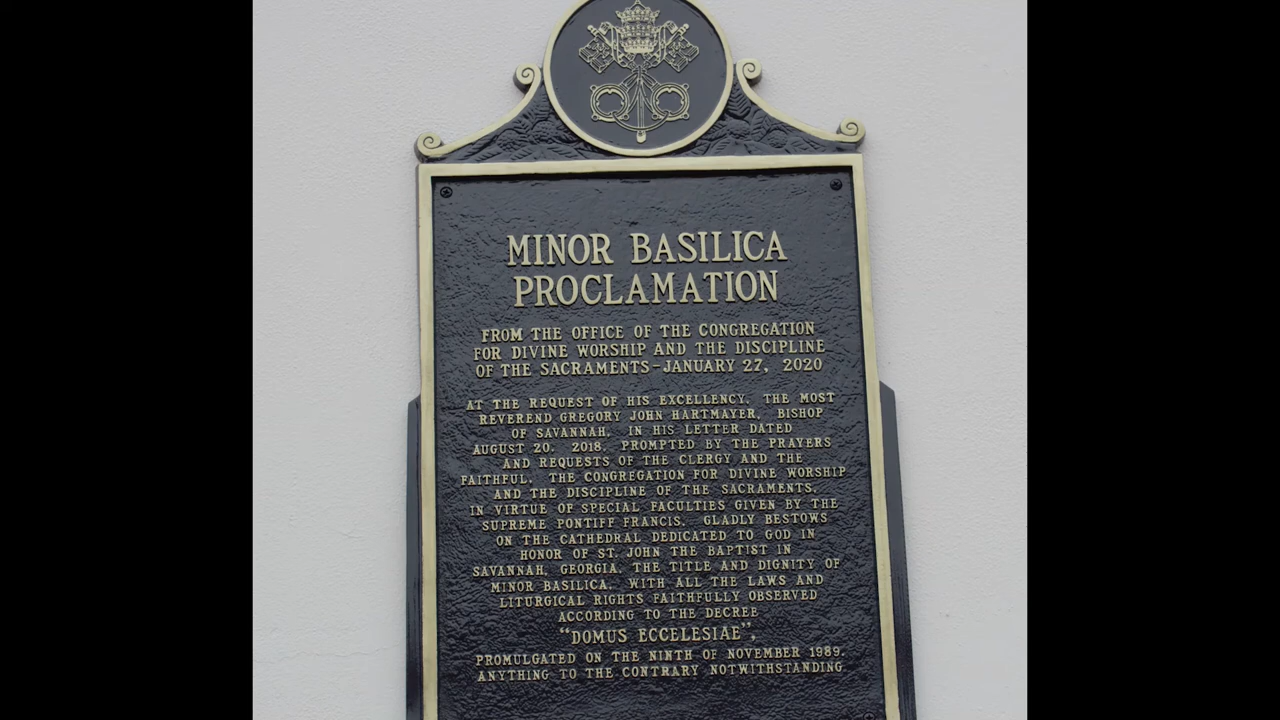 MINOR BASILICA
PROCLAMATION
FROM THE OFFICE OF THE CONGREGATION
FOR DIVINE WORSHIP AND THE DISCIPLINE
OF THE SACRAMENTS-JANUARY 27, 2020
AT THE REQUEST OF HIS EXCELLENCY, THE MOST
REVEREND GREGORY JOHN HARTMAYER, BISHOP
OF SAVANNAH, IN HIS LETTER DATED
AUGUST 20, 2018, PROMPTED BY THE PRAYERS
AND REQUESTS OF THE CLERGY AND THE
FAITHFUL, THE CONGREGATION FOR DIVINE WORSHIP
AND THE DISCIPLINE OF THE SACRAMENTS,
IN VIRTUE OF SPECIAL FACULTIES GIVEN BY THE
SUPREME PONTIFF FRANCIS, GLADLY BESTOWS
ON THE CATHEDRAL DEDICATED TO GOD IN
HONOR OF ST. JOHN THE BAPTIST IN
SAVANNAH, GEORGIA, THE TITLE AND DIGNITY OF
MINOR BASILICA, WITH ALL THE LAWS AND
LITURGICAL RIGHTS FAITHFULLY OBSERVED
ACCORDING TO THE DECREE
"DOMUS ECCELESIAE",
PROMULGATED ON THE NINTH OF NOVEMBER 1989.
ANYTHING TO THE CONTRARY NOTWITHSTANDING